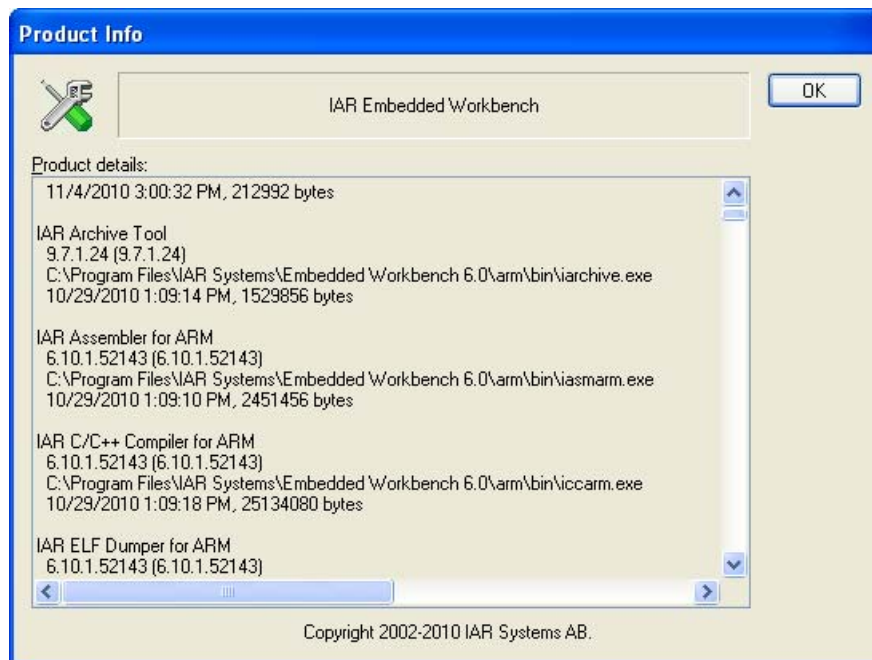 Product Info
IAR Embedded Workbench
OK
Product details:
11/4/2010 3:00:32 PM, 212992 bytes
IAR Archive Tool
9.7.1.24 (9.7.1.24)
C:\Program Files\IAR Systems\Embedded Workbench 6.0\arm\bin\iarchive.exe
10/29/2010 1:09:14 PM, 1529856 bytes
IAR Assembler for ARM
6.10.1.52143 (6.10.1.52143)
C:\Program Files\IAR Systems\Embedded Workbench 6.0\arm\bin\iasmarm.exe
10/29/2010 1:09:10 PM, 2451456 bytes
IAR C/C++ Compiler for ARM
6.10.1.52143 (6.10.1.52143)
C:\Program Files\IAR Systems\Embedded Workbench 6.0\arm\bin\iccarm.exe
10/29/2010 1:09:18 PM, 25134080 bytes
IAR ELF Dumper for ARM
6.10.1.52143 (6.10.1.52143)
Copyright 2002-2010 IAR Systems AB.